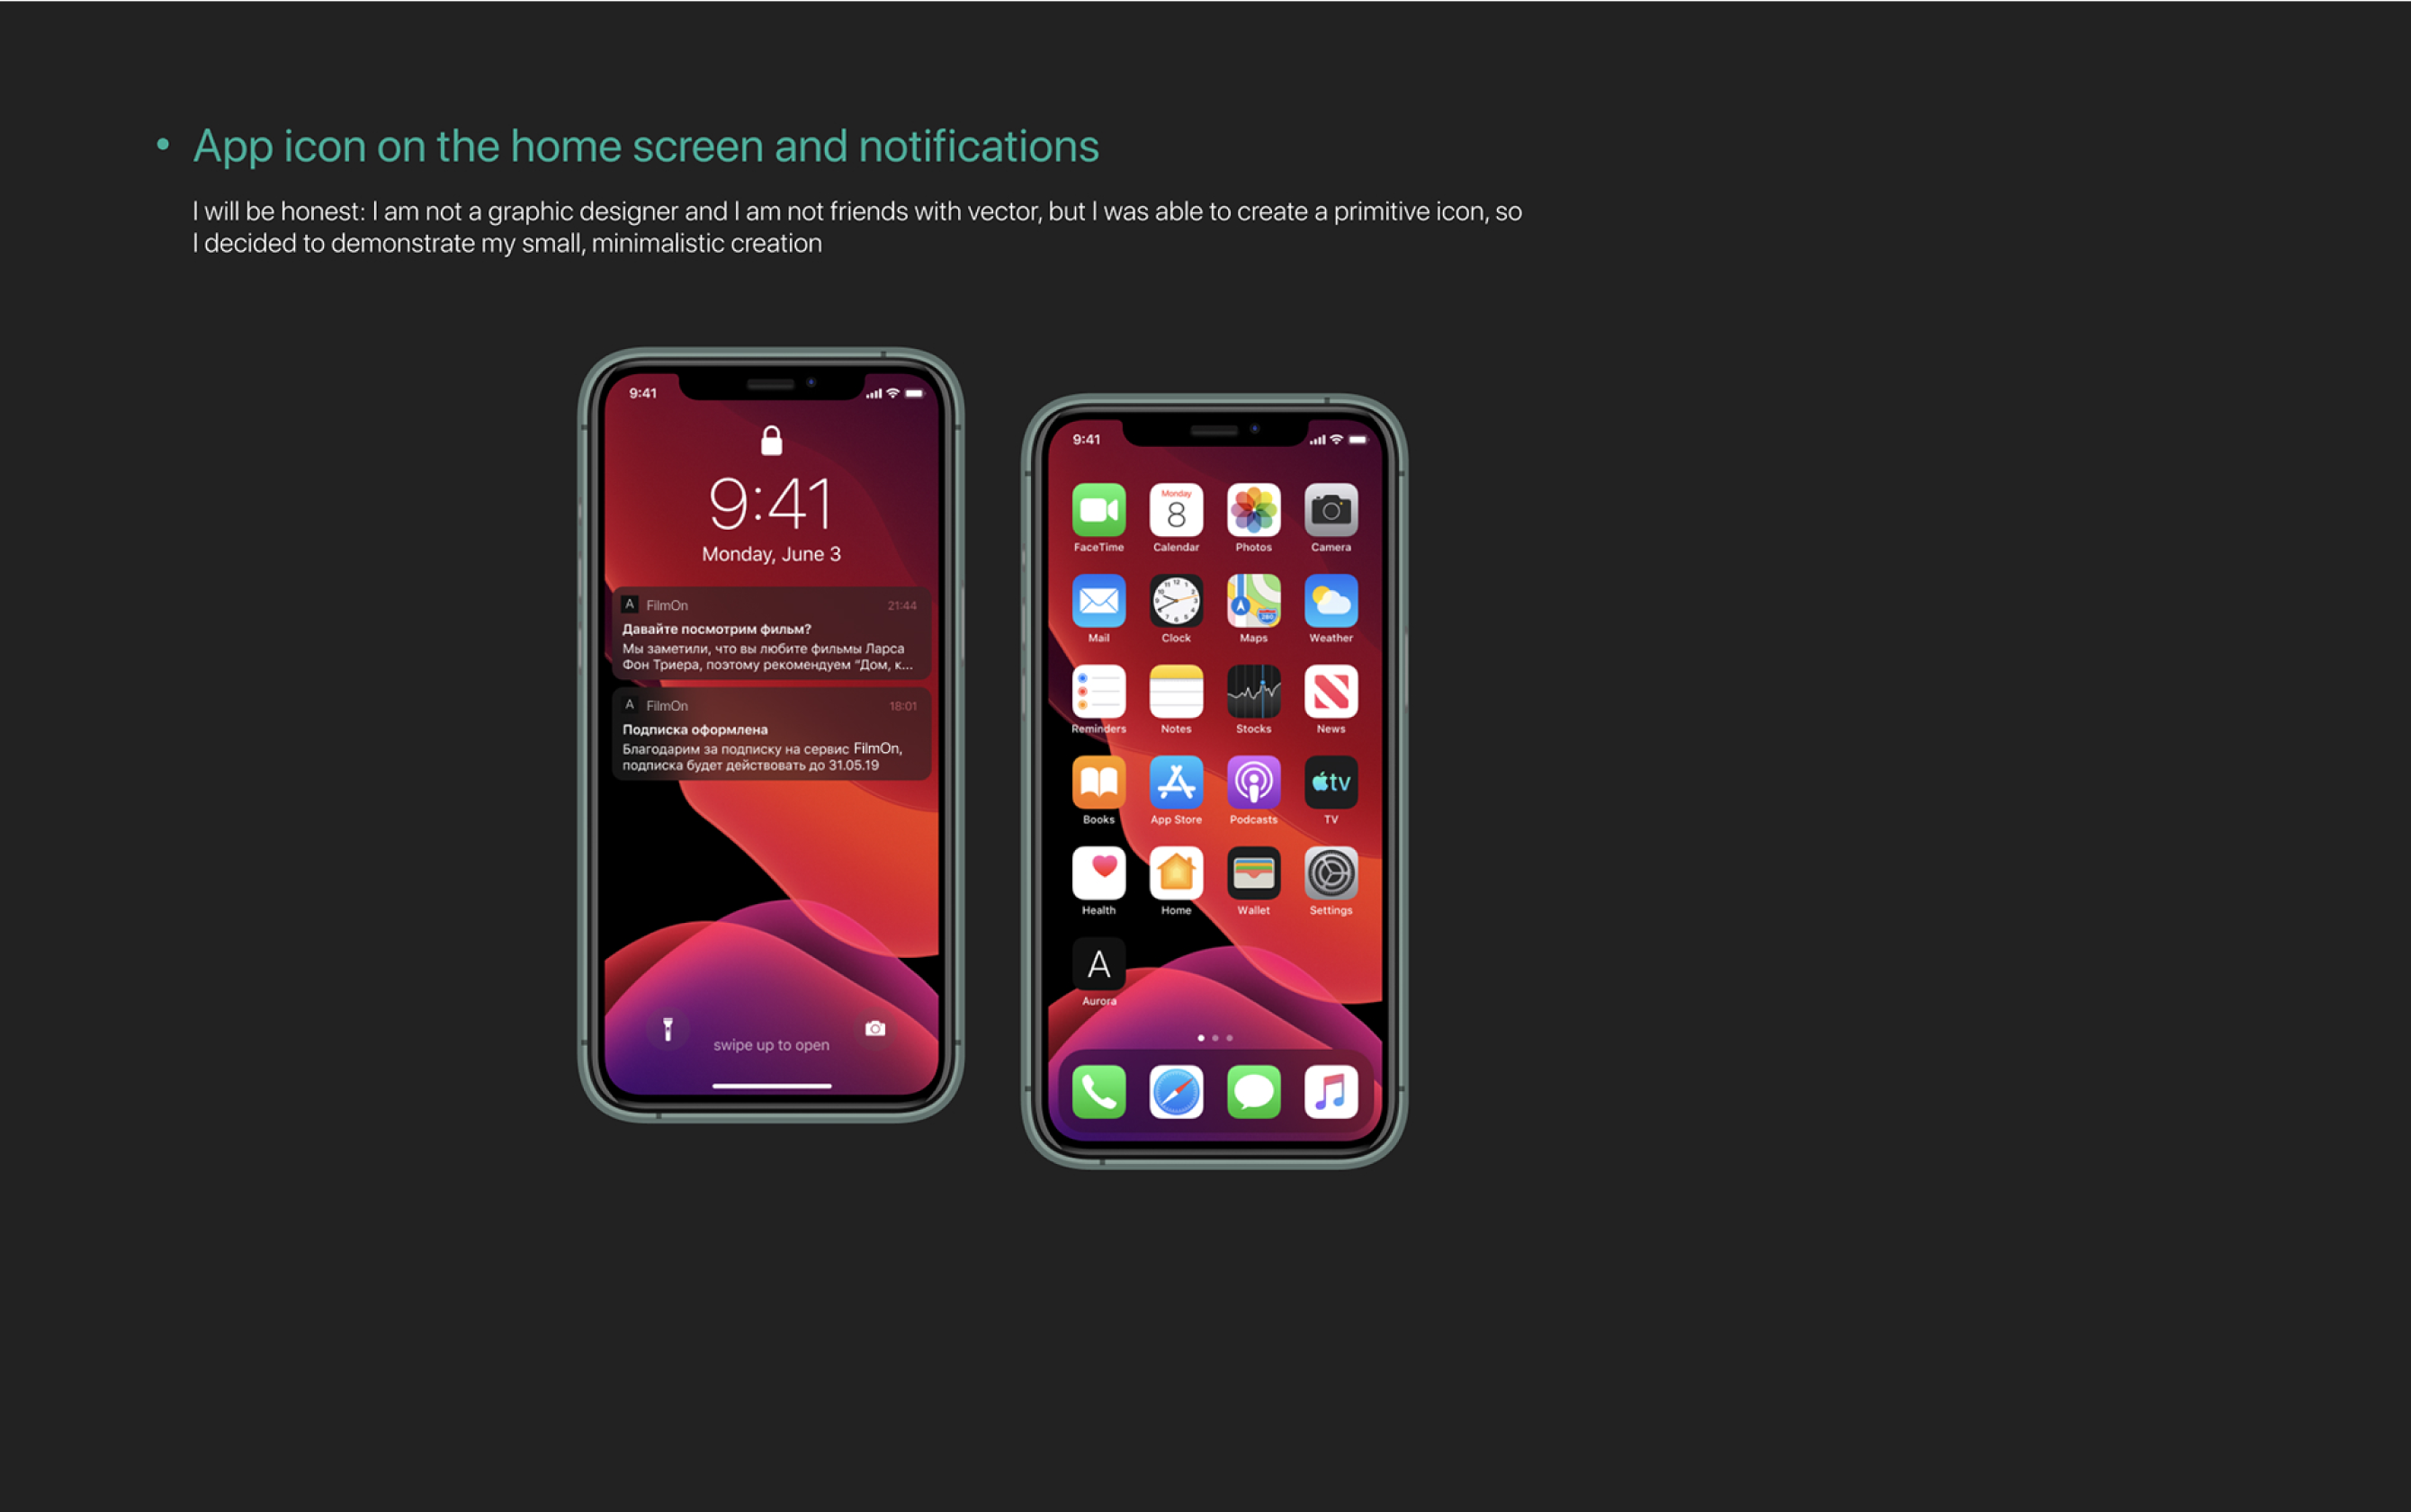 • App icon on the home screen and notifications
I will be honest: I am not a graphic designer and I am not friends with vector, but I was able to create a primitive icon, so
I decided to demonstrate my small, minimalistic creation
9:41
9:41
Monday, June 3
A FilmOn 21:44
Давайте посмотрим фильм?
Мы заметили, что вы любите фильмы Ларса
Фон Триера, поэтому рекомендуем “Дом, к...
A FilmOn 18:01
Подписка оформлена
Благодарим за подписку на сервис FilmOn,
подписка будет действовать до 31.05.19
swipe up to open
9:41
Monday
8
FaceTime Calendar Photos Camera
Mail Clock Maps Weather
Reminders Notes Stocks News
tv
Books App Store Podcasts TV
Health Home Wallet Settings
A
Aurora